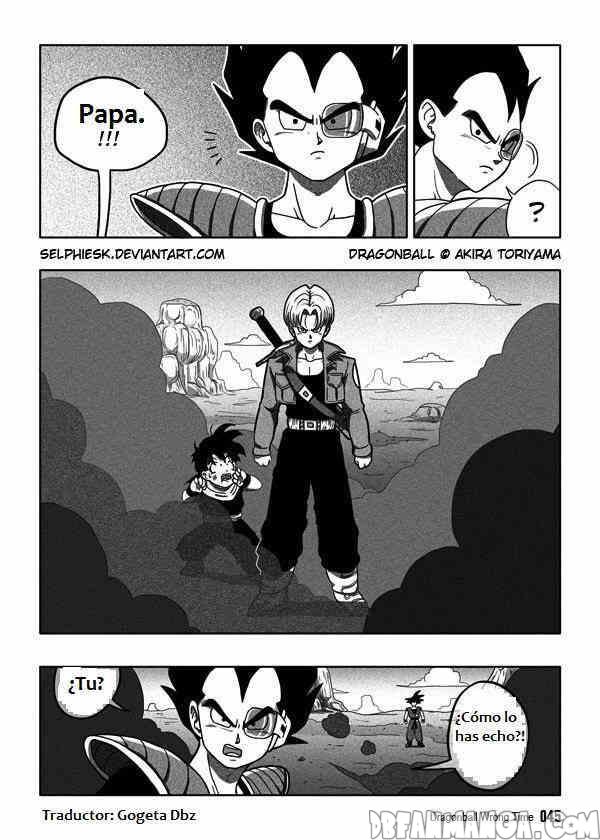 Papa.
!!!
?
SELPHIESK.DEVIANTART.COM
DRAGONBALL © AKIRA TORIYAMA
¿Tu?
¿Cómo lo
has echo?!
Traductor: Gogeta Dbz
Dragonball Wrong Time 045
DBFANMANGA.COM